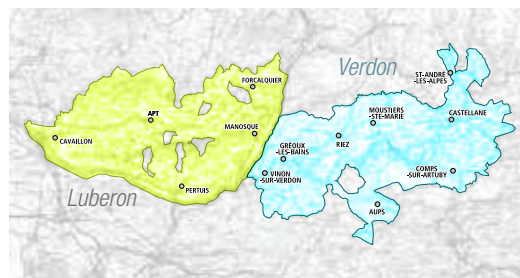 Verdon
ST-ANDRÉ
-LES-ALPES
FORCALQUIER
MOUSTIERS
-STE-MARIE
CASTELLANE
APT
MANOSQUE
CAVAILLON
GRÉOUX
-LES-BAINS
RIEZ
VINON
-SUR-VERDON
COMPS
-SUR-ARTUBY
PERTUIS
Luberon
AUPS